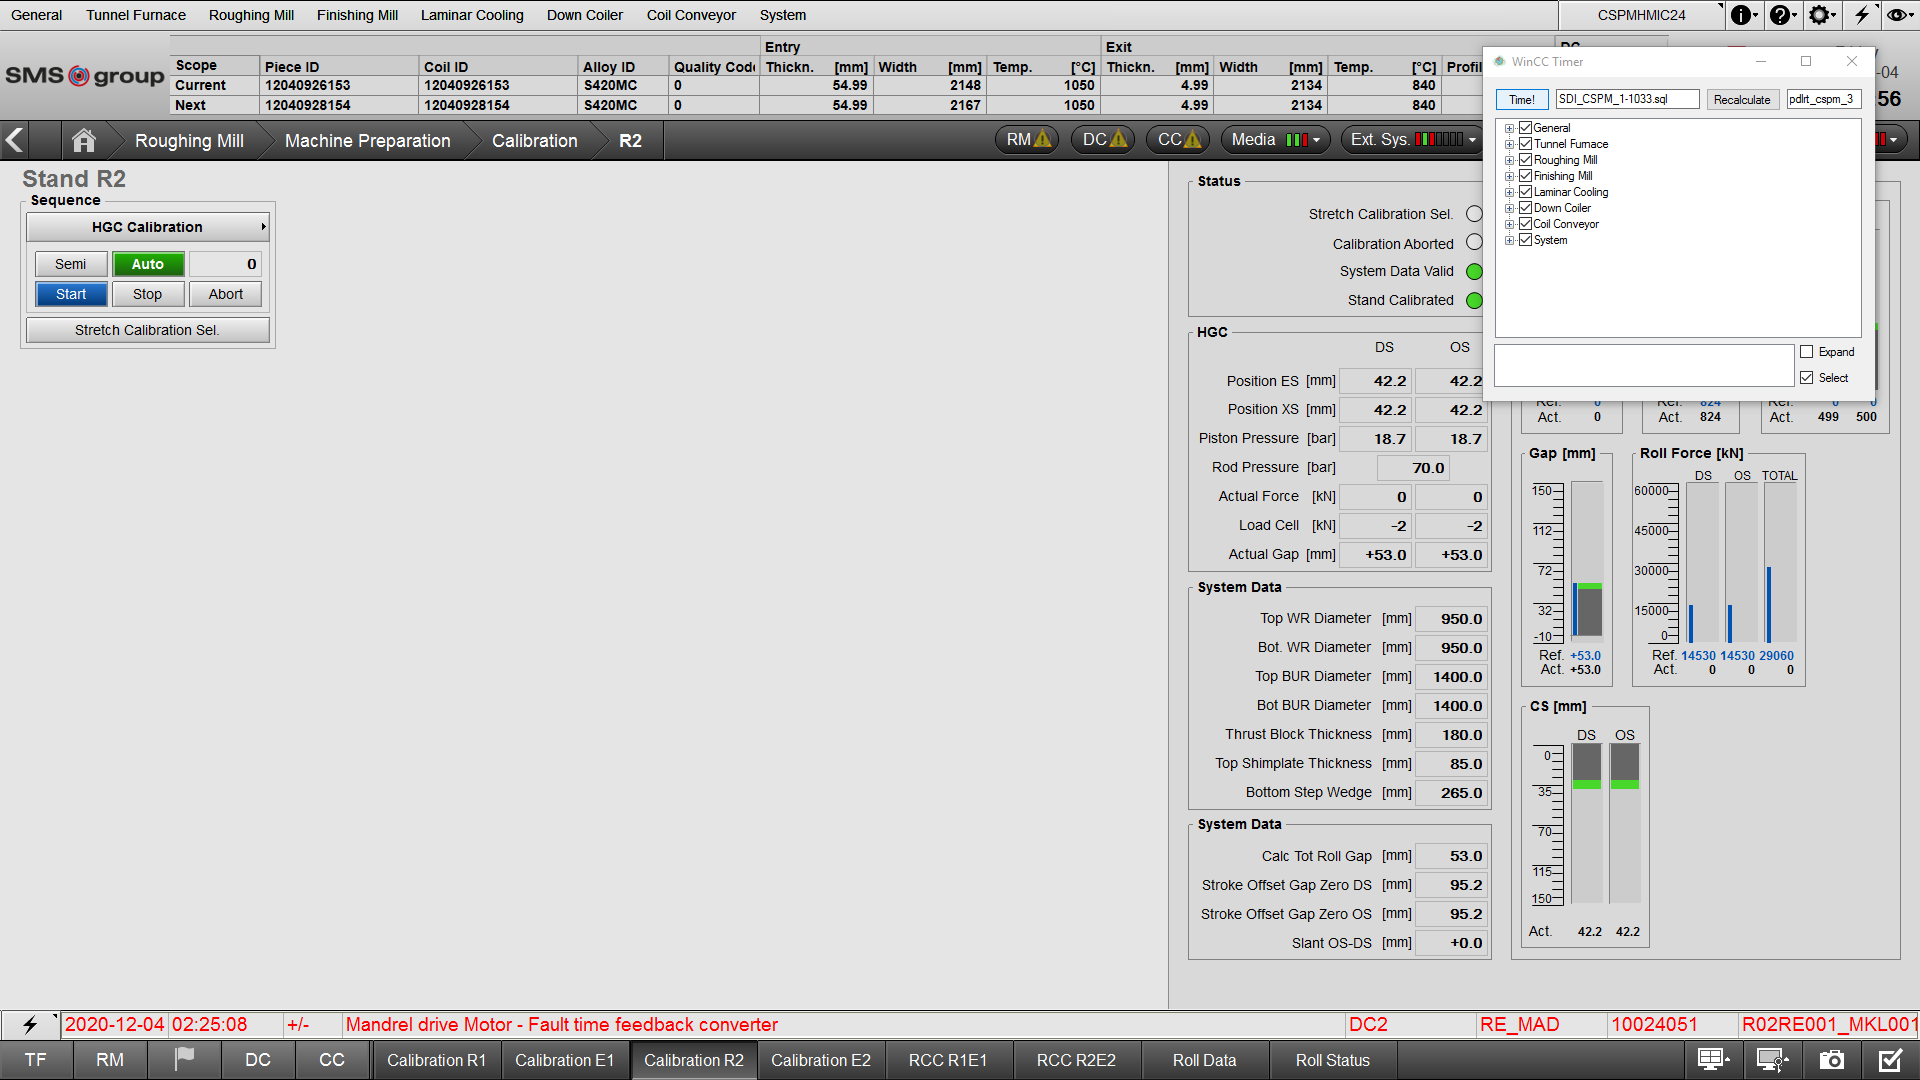 General Tunnel Furnace Roughing Mill Finishing Mill Laminar Cooling Down Coiler Coil Conveyor System CSPMHMIC24
SMS group
Entry Exit
Scope Piece ID Coil ID Alloy ID Quality Code Thickn. [mm] Width [mm] Temp. [°C] Thickn. [mm] Width [mm] Temp. [°C] Profil
Current 12040926153 12040926153 S420MC 0 54.99 2148 1050 4.99 2134 840
Next 12040928154 12040928154 S420MC 0 54.99 2167 1050 4.99 2134 840
-04
56
Roughing Mill Machine Preparation Calibration R2 RM DC CC Media Ext. Sys.
WinCC Timer
Time! SDI_CSPM_1-1033.sql Recalculate pdlrt_cspm_3
General
Tunnel Furnace
Roughing Mill
Finishing Mill
Laminar Cooling
Down Coiler
Coil Conveyor
System
Expand
Select
Stand R2
Sequence
HGC Calibration
Semi Auto 0
Start Stop Abort
Stretch Calibration Sel.
Status
Stretch Calibration Sel.
Calibration Aborted
System Data Valid
Stand Calibrated
HGC
DS OS
Position ES [mm] 42.2 42.2
Position XS [mm] 42.2 42.2
Piston Pressure [bar] 18.7 18.7
Rod Pressure [bar] 70.0
Actual Force [kN] 0 0
Load Cell [kN] -2 -2
Actual Gap [mm] +53.0 +53.0
System Data
Top WR Diameter [mm] 950.0
Bot. WR Diameter [mm] 950.0
Top BUR Diameter [mm] 1400.0
Bot BUR Diameter [mm] 1400.0
Thrust Block Thickness [mm] 180.0
Top Shimplate Thickness [mm] 85.0
Bottom Step Wedge [mm] 265.0
System Data
Calc Tot Roll Gap [mm] 53.0
Stroke Offset Gap Zero DS [mm] 95.2
Stroke Offset Gap Zero OS [mm] 95.2
Slant OS-DS [mm] +0.0
Ref. 0 Ref. 824 Ref. 0 0
Act. 0 Act. 824 Act. 499 500
Gap [mm]
150
112
72
32
-10
Ref. +53.0
Act. +53.0
Roll Force [kN]
DS OS TOTAL
60000
45000
30000
15000
0
Ref. 14530 14530 29060
Act. 0 0 0
CS [mm]
DS OS
0
35
70
115
150
Act. 42.2 42.2
2020-12-04 02:25:08 +/- Mandrel drive Motor - Fault time feedback converter DC2 RE_MAD 10024051 R02RE001_MKL001
TF RM DC CC Calibration R1 Calibration E1 Calibration R2 Calibration E2 RCC R1E1 RCC R2E2 Roll Data Roll Status